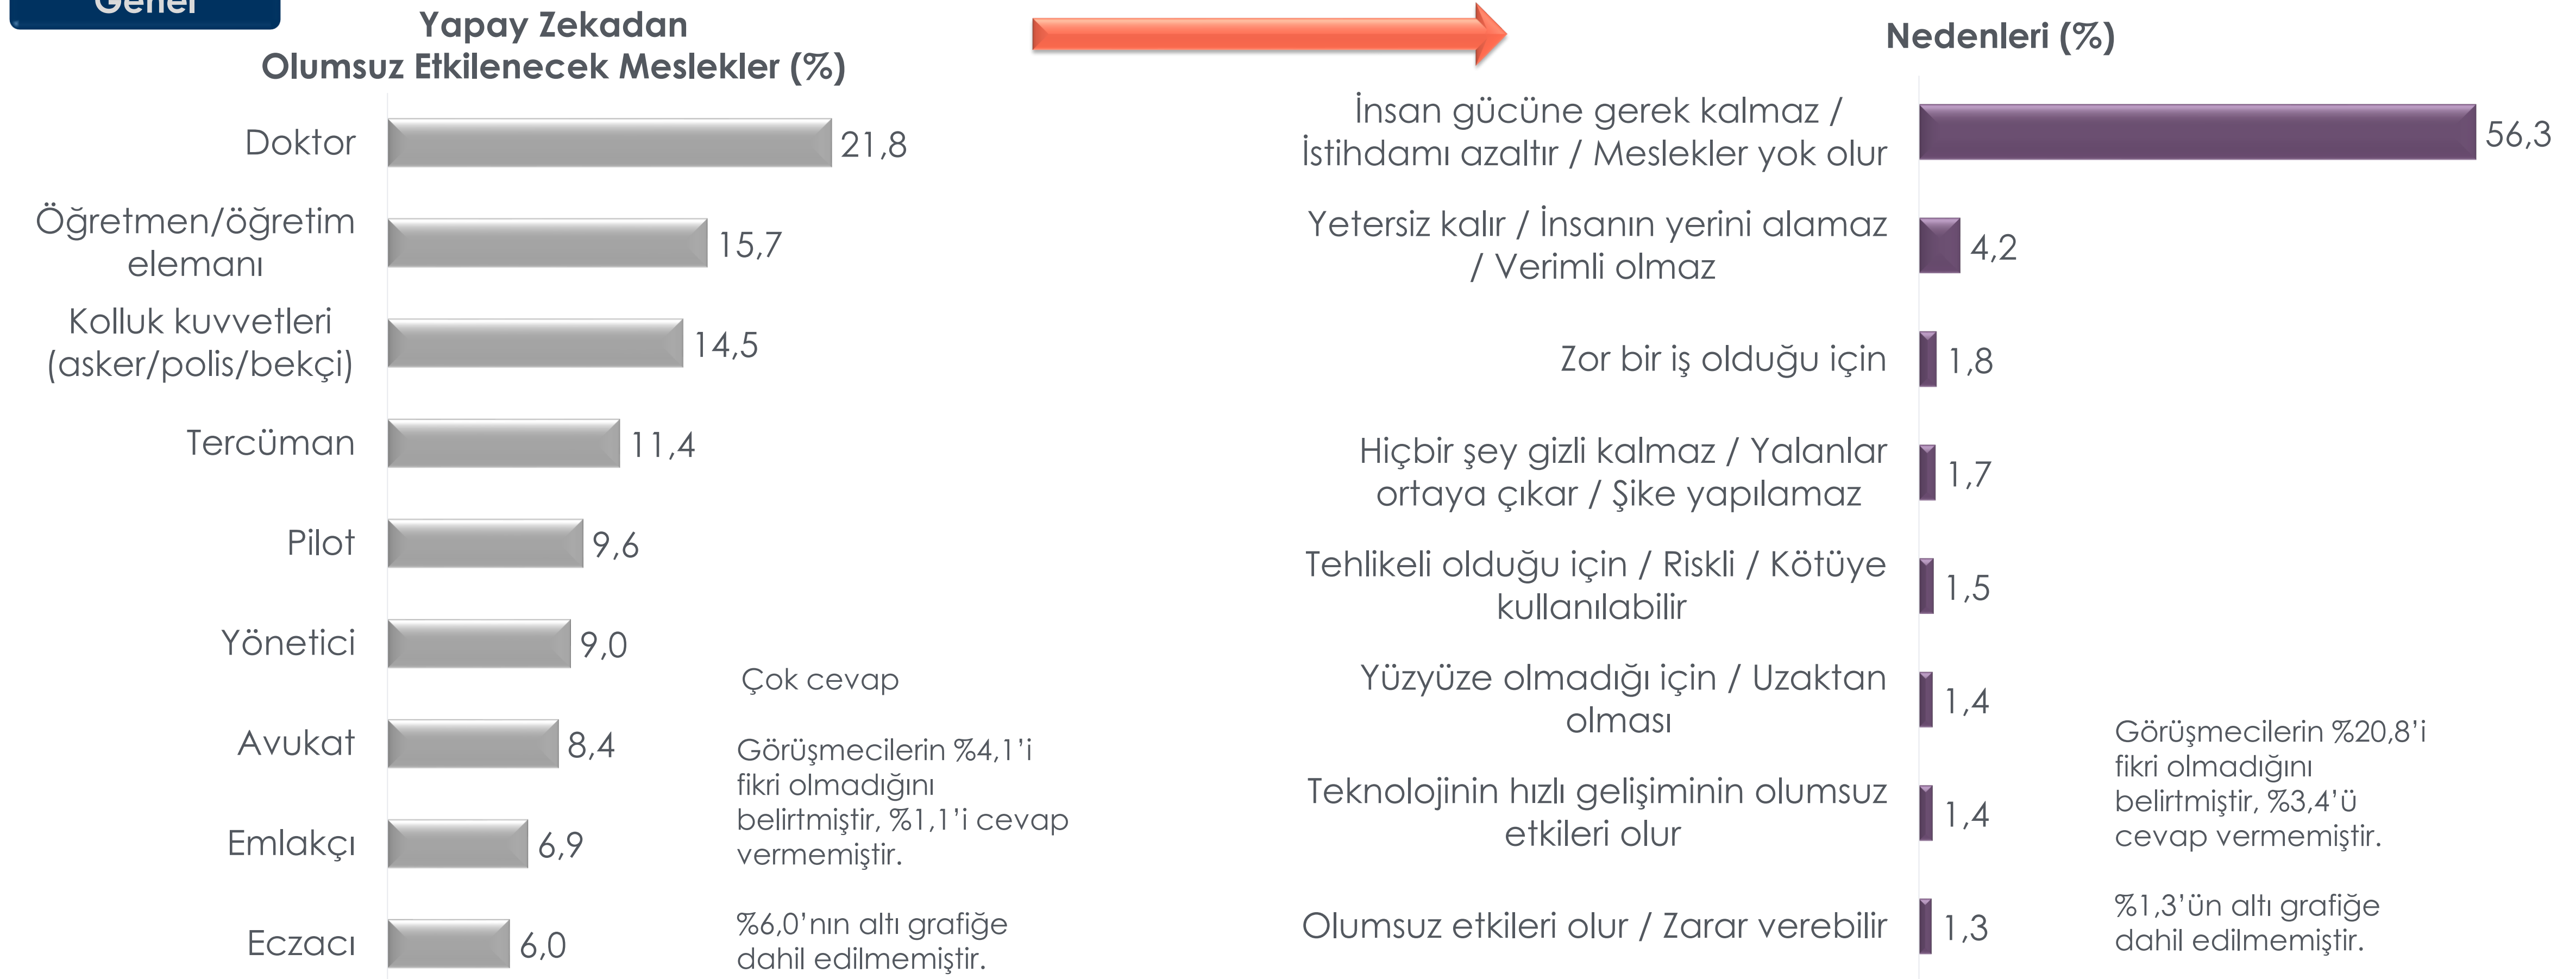 Genel
Yapay Zekadan
Olumsuz Etkilenecek Meslekler (%)
Doktor
21,8
Öğretmen/öğretim
elemanı
15,7
Kolluk kuvvetleri
(asker/polis/bekçi)
14,5
Tercüman
11,4
Pilot
9,6
Yönetici
9,0
Avukat
8,4
Emlakçı
6,9
Eczacı
6,0
Çok cevap
Görüşmecilerin %4,1’i
fikri olmadığını
belirtmiştir, %1,1’i cevap
vermemiştir.
%6,0’nın altı grafiğe
dahil edilmemiştir.
Nedenleri (%)
İnsan gücüne gerek kalmaz /
İstihdamı azaltır / Meslekler yok olur
56,3
Yetersiz kalır / İnsanın yerini alamaz
/ Verimli olmaz
4,2
Zor bir iş olduğu için
1,8
Hiçbir şey gizli kalmaz / Yalanlar
ortaya çıkar / Şike yapılamaz
1,7
Tehlikeli olduğu için / Riskli / Kötüye
kullanılabilir
1,5
Yüzyüze olmadığı için / Uzaktan
olması
1,4
Teknolojinin hızlı gelişiminin olumsuz
etkileri olur
1,4
Olumsuz etkileri olur / Zarar verebilir
1,3
Görüşmecilerin %20,8’i
fikri olmadığını
belirtmiştir, %3,4’ü
cevap vermemiştir.
%1,3’ün altı grafiğe
dahil edilmemiştir.